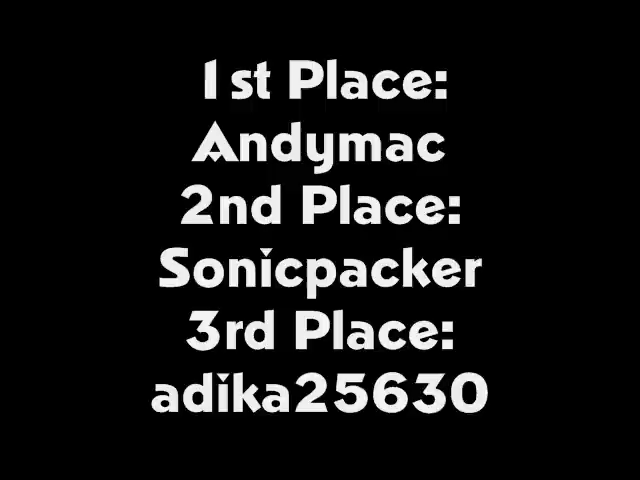 1st Place:
Andymac
2nd Place:
Sonicpacker
3rd Place:
adika25630